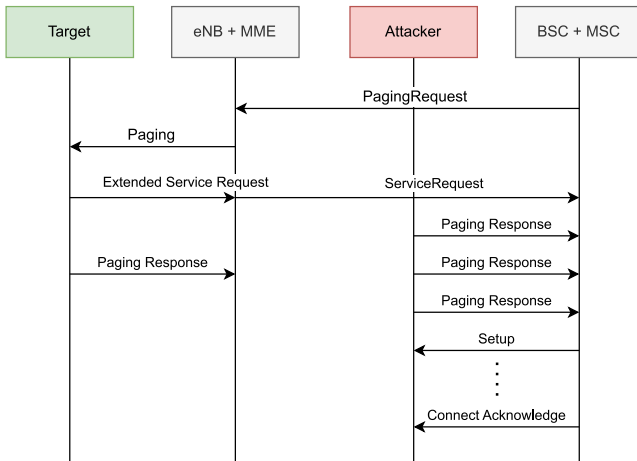 Target
eNB + MME
Attacker
BSC + MSC
PagingRequest
Paging
Extended Service Request
ServiceRequest
Paging Response
Paging Response
Paging Response
Paging Response
Setup
Connect Acknowledge